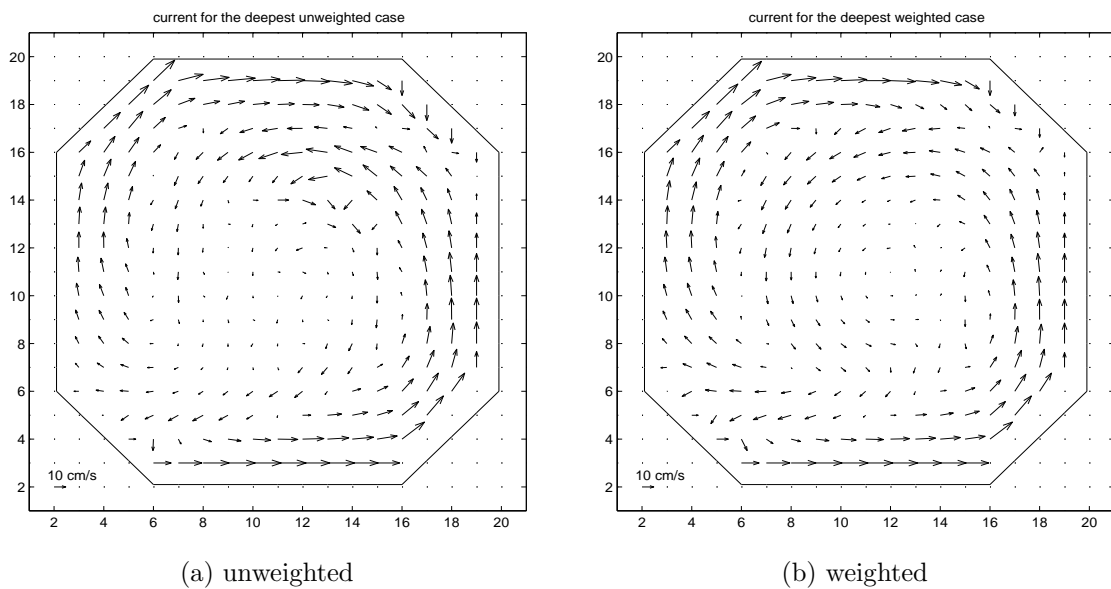 current for the deepest unweighted case
20
18
16
14
12
10
8
6
4
2
10 cm/s
2 4 6 8 10 12 14 16 18 20
(a) unweighted
current for the deepest weighted case
20
18
16
14
12
10
8
6
4
2
10 cm/s
2 4 6 8 10 12 14 16 18 20
(b) weighted